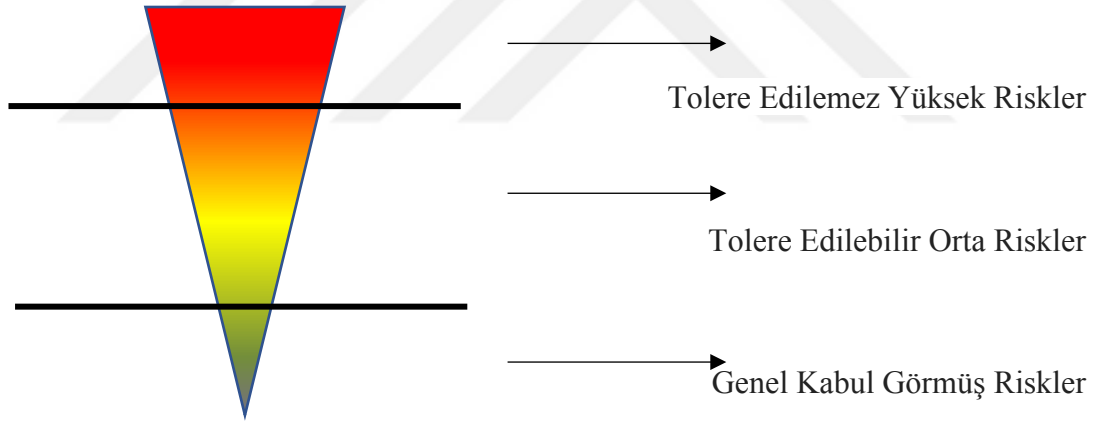 Tolere Edilemez Yüksek Riskler
Tolere Edilebilir Orta Riskler
Genel Kabul Görmüş Riskler